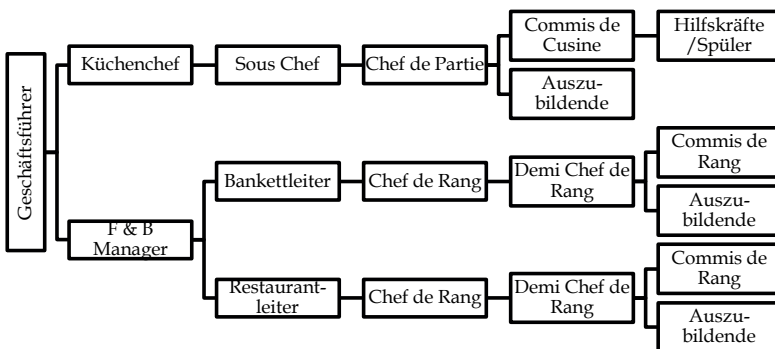 Geschäftsführer
Küchenchef
Sous Chef
Chef de Partie
Commis de
Cusine
Hilfskräfte
/Spüler
Auszu-
bildende
F & B
Manager
Bankettleiter
Chef de Rang
Demi Chef de
Rang
Commis de
Rang
Auszu-
bildende
Restaurant-
leiter
Chef de Rang
Demi Chef de
Rang
Commis de
Rang
Auszu-
bildende